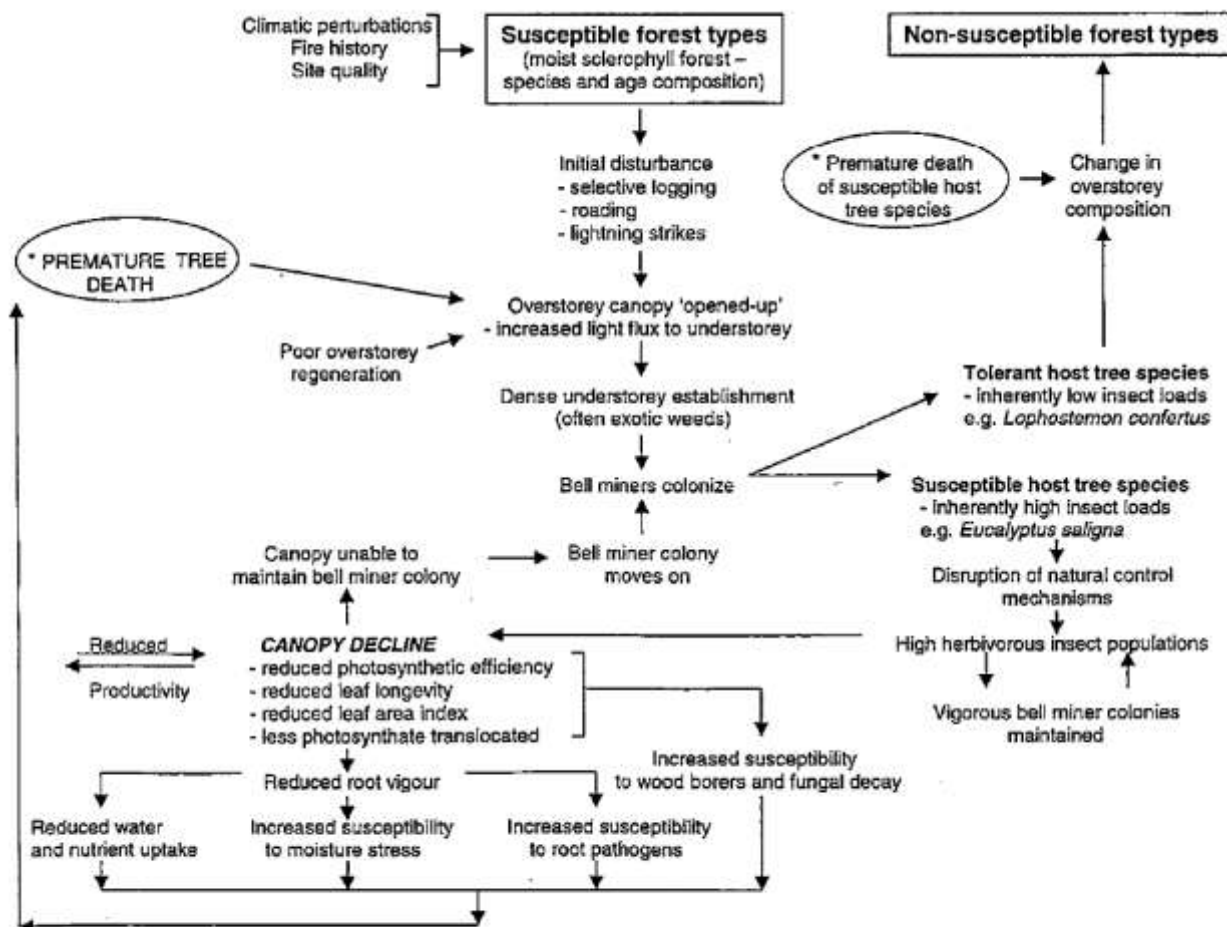 Climatic perturbations
Fire history
Site quality
Susceptible forest types
(moist sclerophyll forest –
species and age composition)
Non-susceptible forest types
Initial disturbance
- selective logging
- roading
- lightning strikes
* Premature death
of susceptible host
tree species
Change in
overstorey
composition
* PREMATURE TREE
DEATH
Overstorey canopy 'opened-up'
- increased light flux to understorey
Poor overstorey
regeneration
Dense understorey establishment
(often exotic weeds)
Tolerant host tree species
- inherently low insect loads
e.g. Lophostemon confertus
Bell miners colonize
Susceptible host tree species
- inherently high insect loads
e.g. Eucalyptus saligna
Canopy unable to
maintain bell miner colony
Bell miner colony
moves on
Disruption of natural control
mechanisms
High herbivorous insect populations
Vigorous bell miner colonies
maintained
Reduced
Productivity
CANOPY DECLINE
- reduced photosynthetic efficiency
- reduced leaf longevity
- reduced leaf area index
- less photosynthate translocated
Increased susceptibility
to wood borers and fungal decay
Reduced root vigour
Reduced water
and nutrient uptake
Increased susceptibility
to moisture stress
Increased susceptibility
to root pathogens